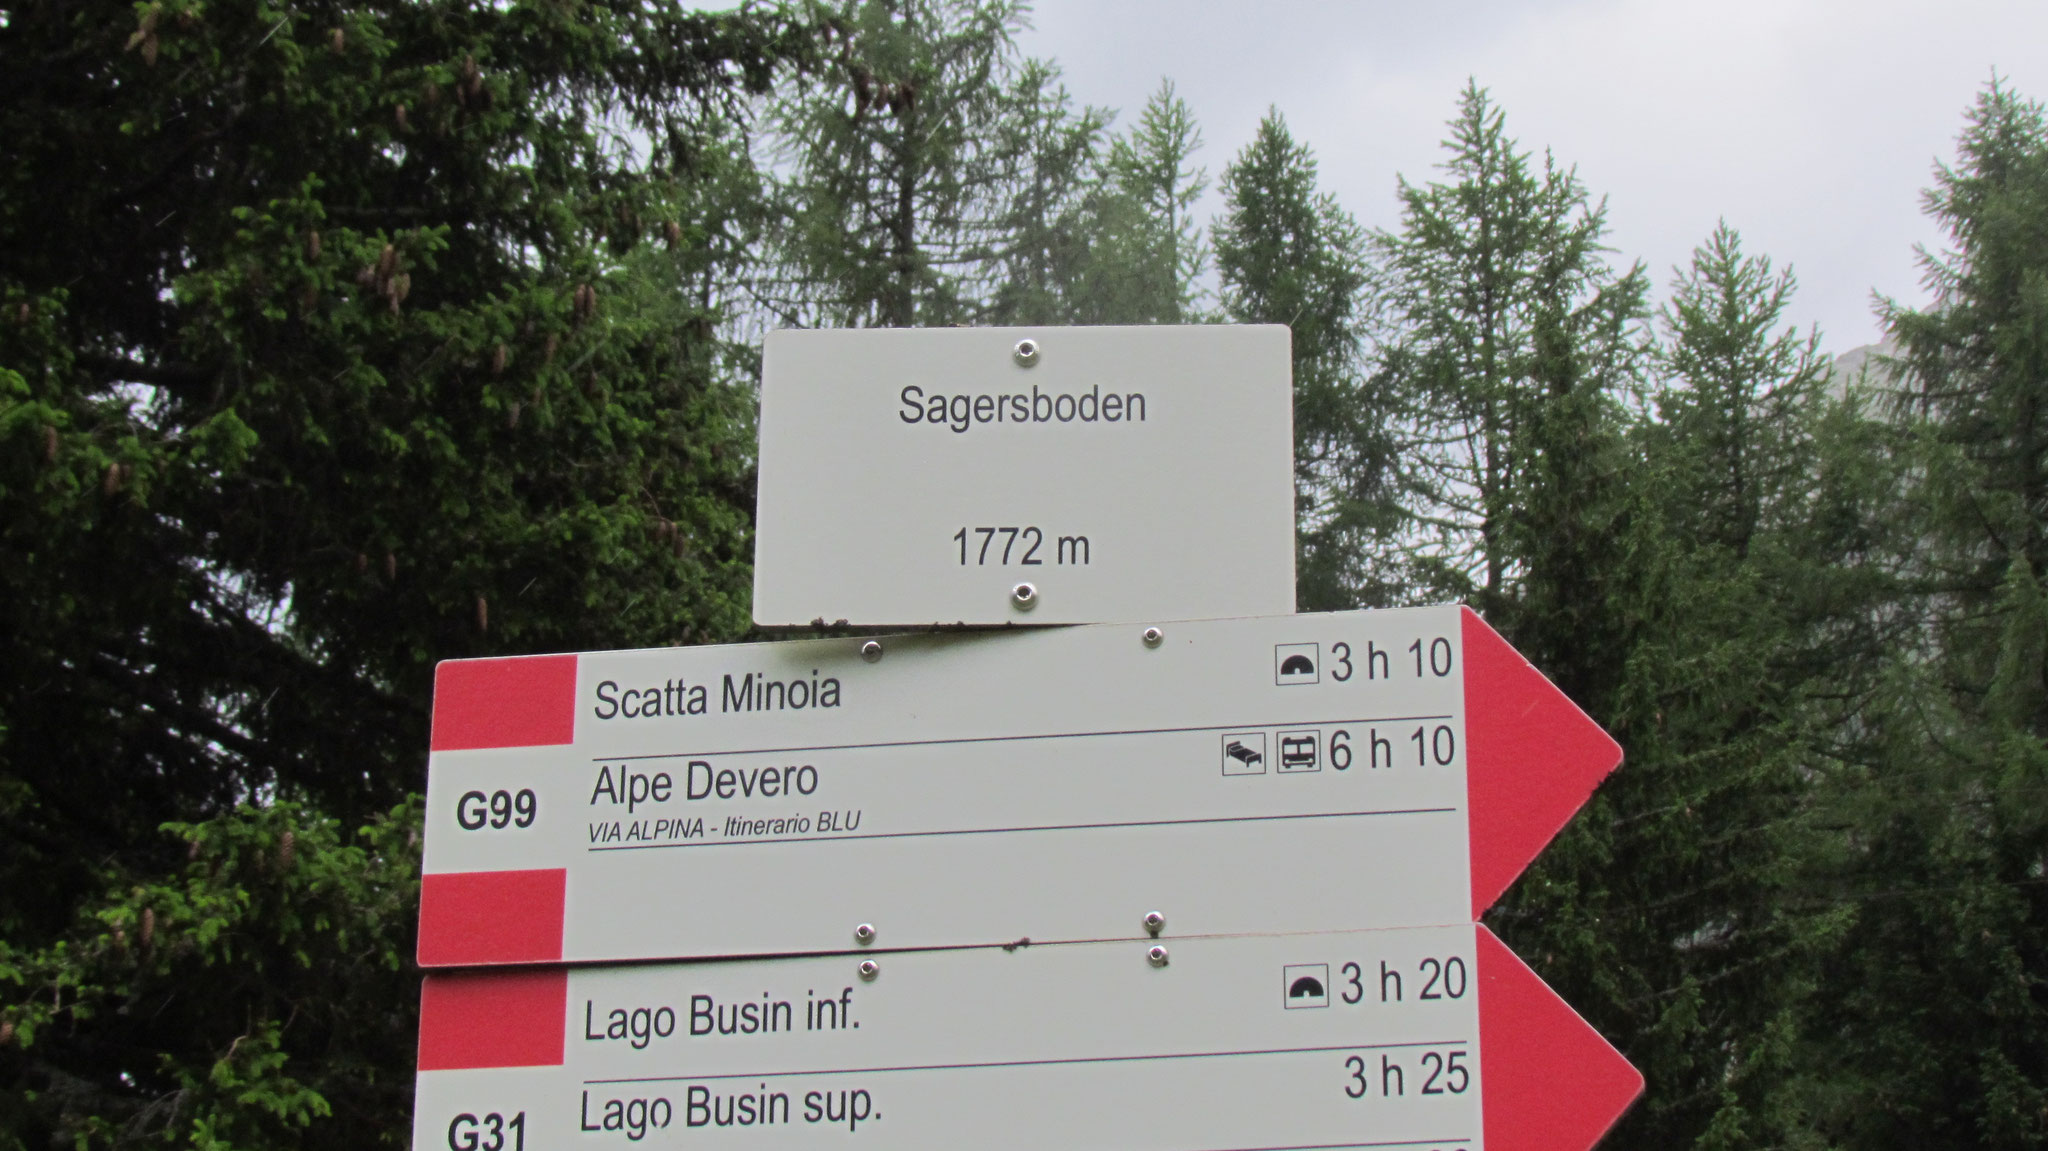 Sagersboden
1772 m
Scatta Minoia 3 h 10
G99 Alpe Devero 6 h 10
VIA ALPINA - Itinerario BLU
Lago Busin inf. 3 h 20
G31 Lago Busin sup. 3 h 25